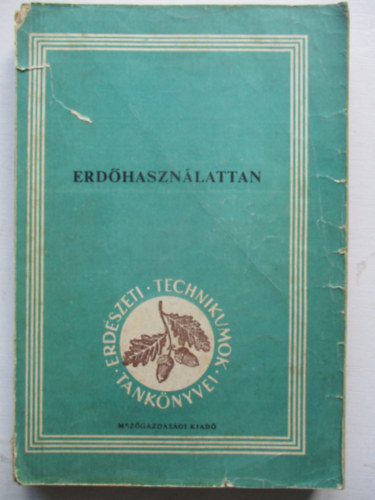 ERDŐHASZNÁLATTAN
ERDÉSZETI · TECHNIKUMOK · TANKÖNYVEI ·
MEZŐGAZDASÁGI KIADÓ